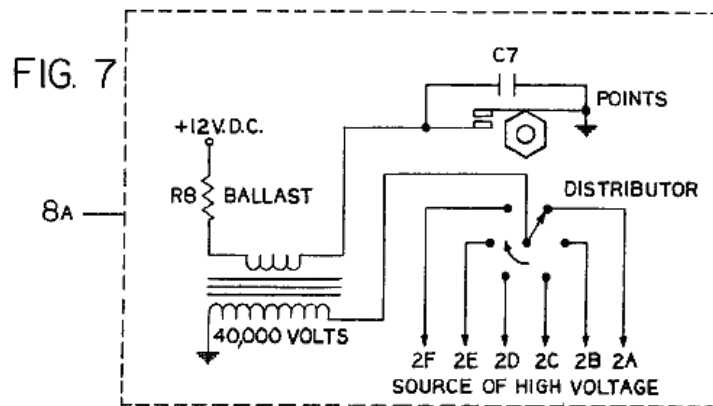 FIG. 7
C7
POINTS
+12V.D.C.
R8 BALLAST
DISTRIBUTOR
8A
40,000 VOLTS
2F 2E 2D 2C 2B 2A
SOURCE OF HIGH VOLTAGE